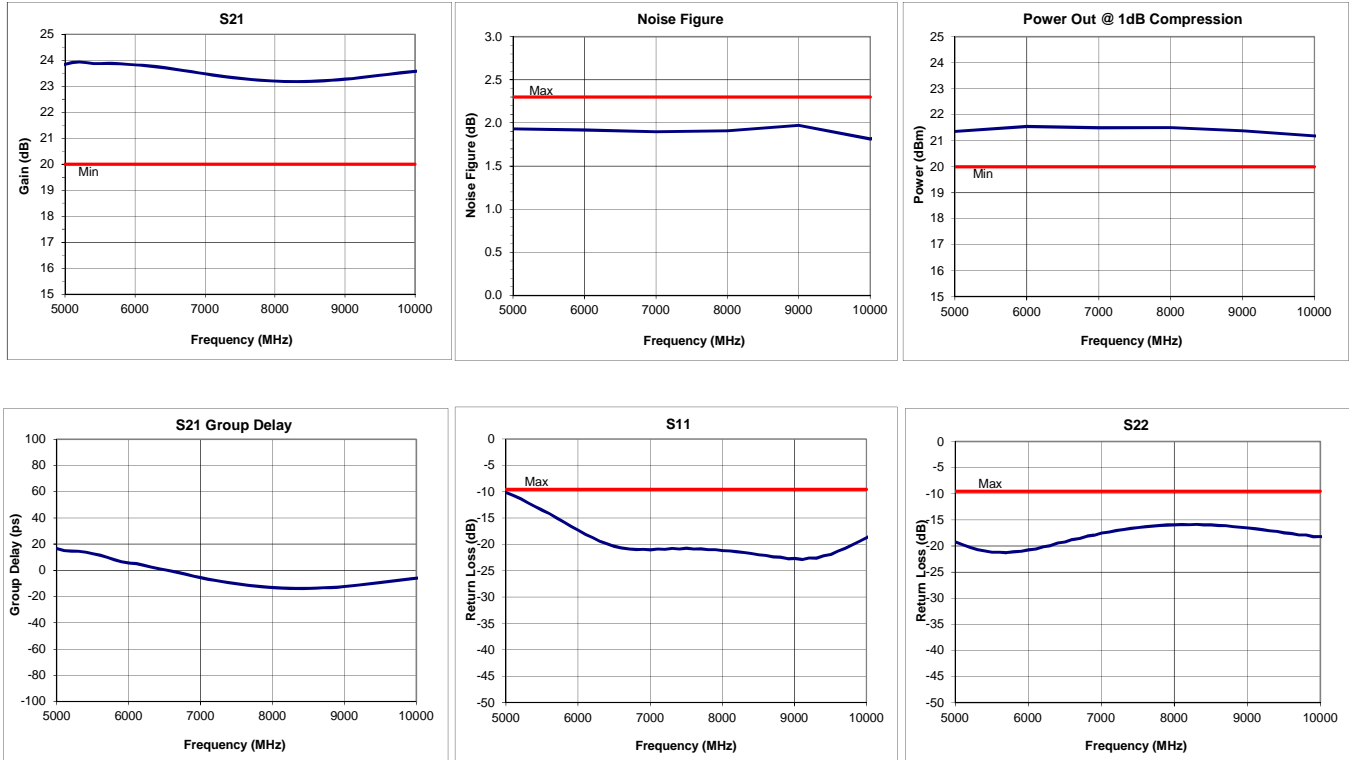 S21
Gain (dB)
25
24
23
22
21
20
19
18
17
16
15
Min
5000 6000 7000 8000 9000 10000
Frequency (MHz)
Noise Figure
Noise Figure (dB)
3.0
2.5
2.0
1.5
1.0
0.5
0.0
Max
5000 6000 7000 8000 9000 10000
Frequency (MHz)
Power Out @ 1dB Compression
Power (dBm)
25
24
23
22
21
20
19
18
17
16
15
Min
5000 6000 7000 8000 9000 10000
Frequency (MHz)
S21 Group Delay
Group Delay (ps)
100
80
60
40
20
0
-20
-40
-60
-80
-100
5000 6000 7000 8000 9000 10000
Frequency (MHz)
S11
Return Loss (dB)
0
-5
-10
-15
-20
-25
-30
-35
-40
-45
-50
Max
5000 6000 7000 8000 9000 10000
Frequency (MHz)
S22
Return Loss (dB)
0
-5
-10
-15
-20
-25
-30
-35
-40
-45
-50
Max
5000 6000 7000 8000 9000 10000
Frequency (MHz)